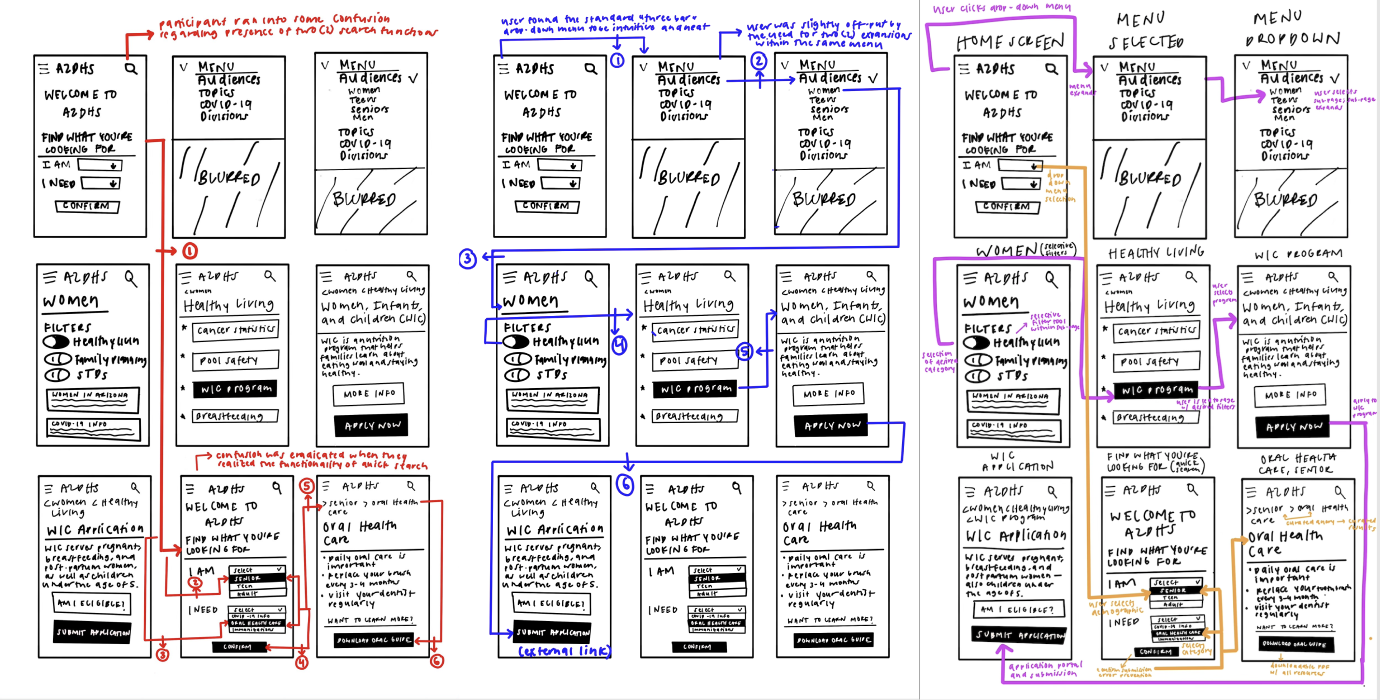 participant ran into some confusion
regarding presence of two(2) search functions
A2DHS
WELCOME TO
A2DHS
FIND WHAT YOU'RE
LOOKING FOR
I AM
I NEED
CONFIRM
MENU
Audiences
Topics
COVID-19
Divisions
BLURRED
MENU
Audiences
Women
Teens
Seniors
Men
TOPICS
COVID-19
Divisions
BLURRED
1
A2DHS
Women
FILTERS
Family Planning
STDs
WOMEN IN ARIZONA
COVID-19 INFO
A2DHS
<women
Healthy Living
cancer statistics
pool safety
WIC program
Breastfeeding
A2DHS
<women <Healthy Living
Women, Infants,
and children (WIC)
WIC is a nutrition
program that helps
families learn about
eating well and staying
healthy.
MORE INFO
APPLY NOW
confusion was eradicated when they
realized the functionality of quick search
A2DHS
<women < Healthy
Living
WIC Application
WIC serves pregnant,
breastfeeding, and
post-partum women,
as well as children
under the age of 5.
AM I ELIGIBLE?
SUBMIT APPLICATION
3
A2DHS
WELCOME TO
A2DHS
FIND WHAT YOU'RE
LOOKING FOR
I AM
Select
SENIOR
Teen
Adult
2
I NEED
Select
COVID-19 INFO
ORAL HEALTH CARE
Immunizations
CONFIRM
4
5
A2DHS
>senior > oral Health
care
Oral Health
Care
• Daily oral care is
important
• Replace your brush
every 3-4 months
• visit your dentist
regularly
WANT TO LEARN MORE?
DOWNLOAD ORAL GUIDE
6
user found the standard three bar
drop-down menu to be intuitive and neat
1
user was slightly off-put by
the need for two(2) expansions
within the same menu
2
A2DHS
WELCOME TO
A2DHS
FIND WHAT YOU'RE
LOOKING FOR
I AM
I NEED
CONFIRM
MENU
Audiences
Topics
COVID-19
Divisions
BLURRED
MENU
Audiences
Women
Teens
Seniors
Men
TOPICS
COVID-19
Divisions
BLURRED
3
A2DHS
Women
FILTERS
Family Planning
STDs
WOMEN IN ARIZONA
COVID-19 INFO
4
A2DHS
<women
Healthy Living
cancer statistics
pool safety
WIC program
Breastfeeding
5
A2DHS
<women <Healthy Living
Women, Infants,
and children (WIC)
WIC is a nutrition
program that helps
families learn about
eating well and staying
healthy.
MORE INFO
APPLY NOW
6
A2DHS
<women < Healthy
Living
WIC Application
WIC serves pregnant,
breastfeeding, and
post-partum women,
as well as children
under the age of 5.
AM I ELIGIBLE?
SUBMIT APPLICATION
(external link)
A2DHS
WELCOME TO
A2DHS
FIND WHAT YOU'RE
LOOKING FOR
I AM
Select
SENIOR
Teen
Adult
I NEED
Select
COVID-19 INFO
ORAL HEALTH CARE
Immunizations
CONFIRM
A2DHS
>senior > oral Health
care
Oral Health
Care
• Daily oral care is
important
• Replace your brush
every 3-4 months
• visit your dentist
regularly
WANT TO LEARN MORE?
DOWNLOAD ORAL GUIDE
user clicks drop-down menu
HOME SCREEN
A2DHS
WELCOME TO
A2DHS
FIND WHAT YOU'RE
LOOKING FOR
I AM
I NEED
CONFIRM
drop
down
menu
selection
menu
expands
MENU
SELECTED
MENU
Audiences
Topics
COVID-19
Divisions
BLURRED
MENU
DROPDOWN
MENU
Audiences
Women
Teens
Seniors
Men
TOPICS
COVID-19
Divisions
BLURRED
user selects
sub-page, sub-page
expands
WOMEN (selective filters)
A2DHS
Women
FILTERS
selective
filter tool
within page
Family Planning
STDs
WOMEN IN ARIZONA
COVID-19 INFO
selection
of desired
category
HEALTHY LIVING
A2DHS
<women
Healthy Living
cancer statistics
pool safety
WIC program
Breastfeeding
user selects
program
WIC PROGRAM
A2DHS
<women <Healthy Living
Women, Infants,
and children (WIC)
WIC is a nutrition
program that helps
families learn about
eating well and staying
healthy.
MORE INFO
APPLY NOW
apply to
WIC
program
WIC
APPLICATION
A2DHS
<women <Healthy Living
<WIC Program
WIC Application
WIC serves pregnant,
breastfeeding, and
post partum women —
also children under
the age of 5.
AM I ELIGIBLE?
SUBMIT APPLICATION
application portal
and submission
FIND WHAT YOU'RE
LOOKING FOR (quick search)
A2DHS
WELCOME TO
A2DHS
FIND WHAT YOU'RE
LOOKING FOR
I AM
Select
SENIOR
Teen
Adult
user selects
demographic
I NEED
Select
COVID-19 INFO
ORAL HEALTH CARE
Immunizations
select
category
CONFIRM
confirm submission
error prevention
ORAL HEALTH
CARE, SENIOR
A2DHS
>senior > oral Health
care
Oral Health
Care
• Daily oral care is
important
• Replace your toothbrush
every 3-4 months.
• visit your dentist
regularly
WANT TO LEARN MORE?
DOWNLOAD ORAL GUIDE
downloadable PDF
w/ all resources